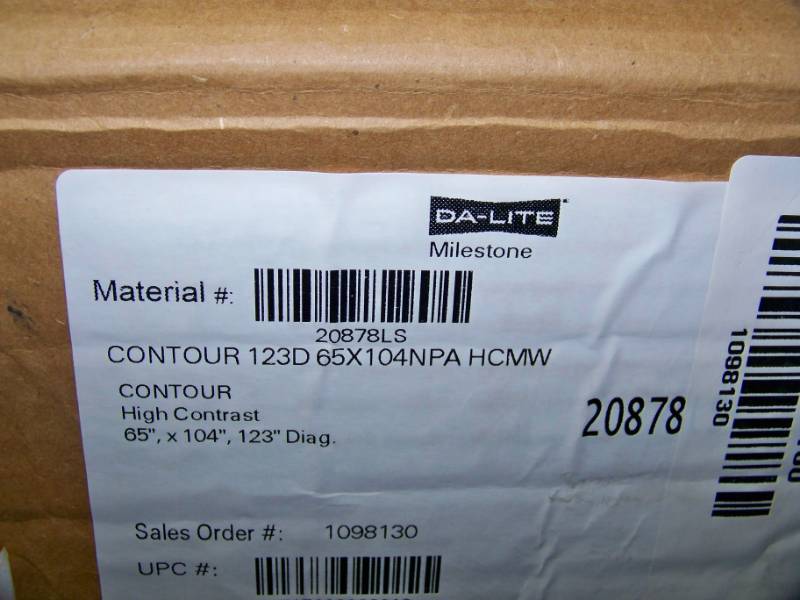 DA-LITE
Milestone
Material #:
20878LS
CONTOUR 123D 65X104NPA HCMW
CONTOUR
High Contrast
65", x 104", 123" Diag.
20878
Sales Order #: 1098130
UPC #:
1098130